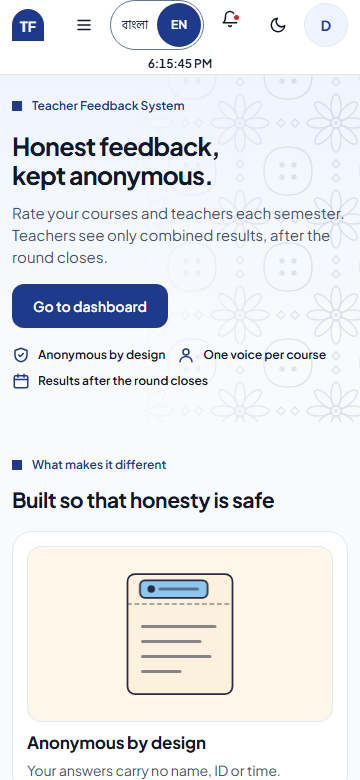 TF
বাংলা
EN
D
6:15:45 PM
Teacher Feedback System
Honest feedback,
kept anonymous.
Rate your courses and teachers each semester.
Teachers see only combined results, after the
round closes.
Go to dashboard
Anonymous by design
One voice per course
Results after the round closes
What makes it different
Built so that honesty is safe
Anonymous by design
Your answers carry no name, ID or time.